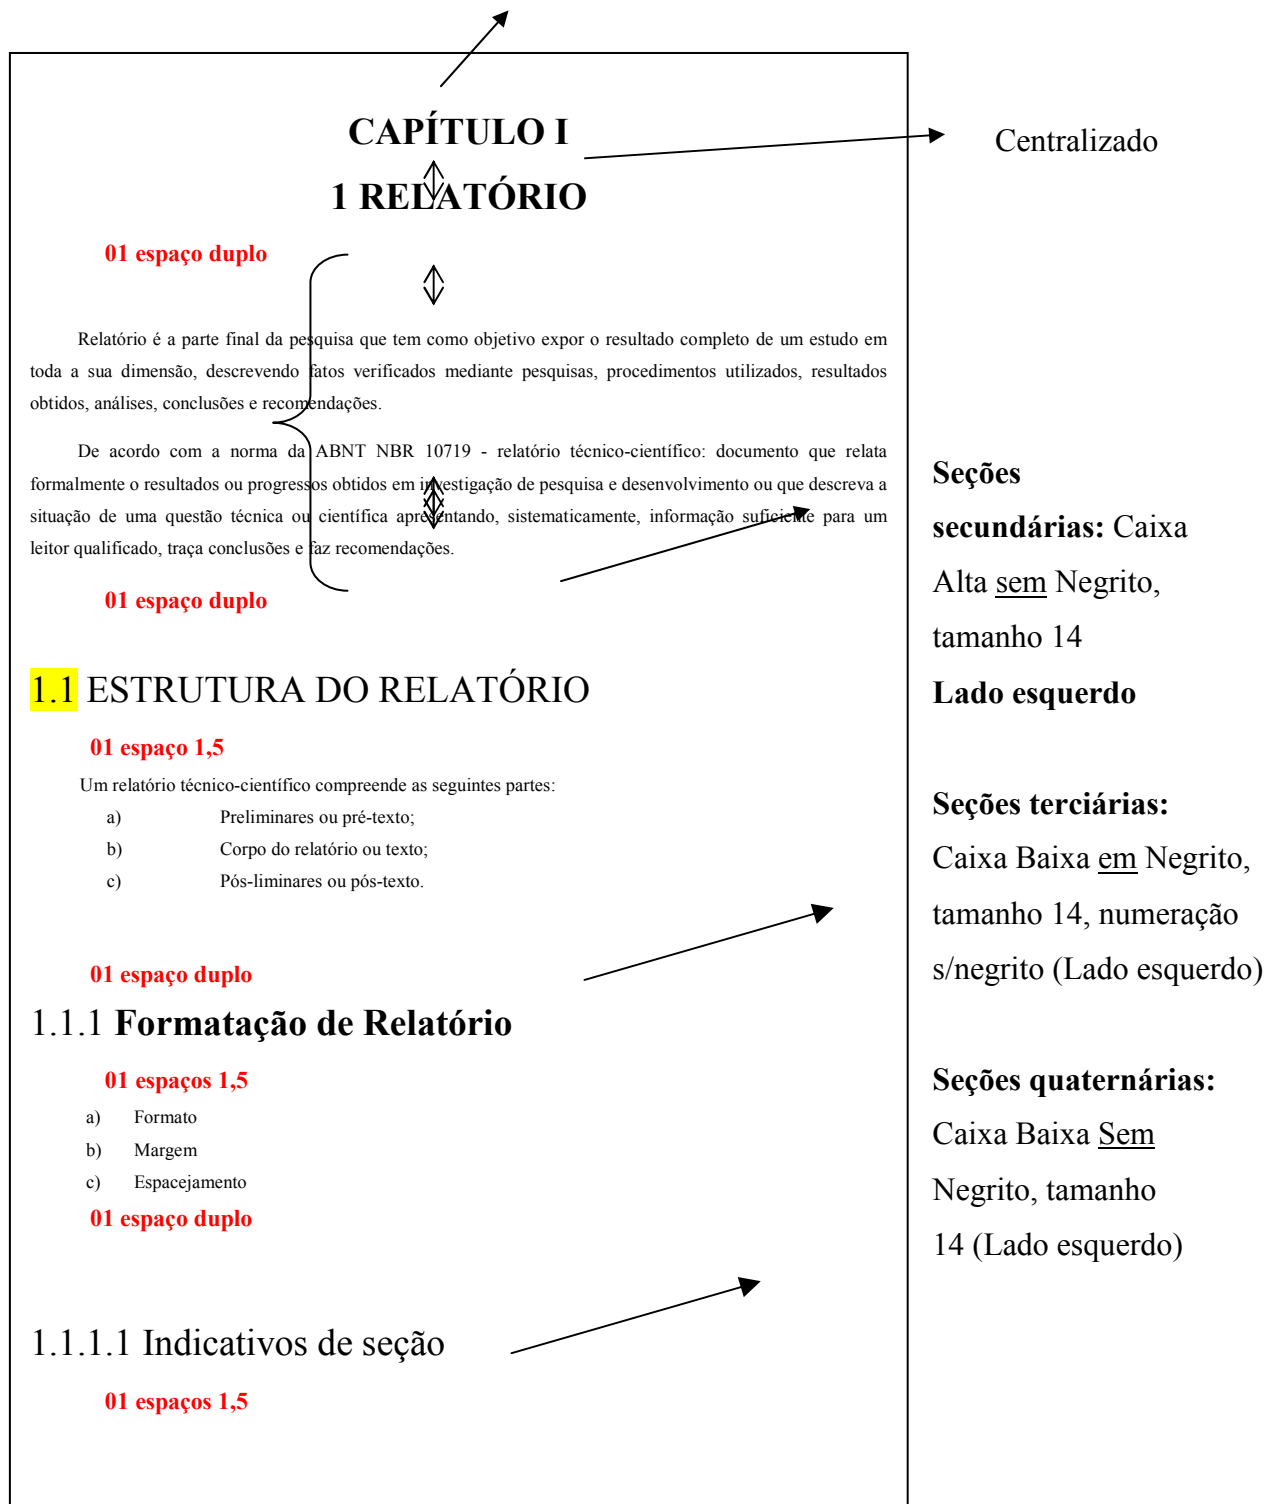 CAPÍTULO I
Centralizado
1 RELATÓRIO
01 espaço duplo
Relatório é a parte final da pesquisa que tem como objetivo expor o resultado completo de um estudo em
toda a sua dimensão, descrevendo fatos verificados mediante pesquisas, procedimentos utilizados, resultados
obtidos, análises, conclusões e recomendações.
De acordo com a norma da ABNT NBR 10719 - relatório técnico-científico: documento que relata
formalmente o resultados ou progressos obtidos em investigação de pesquisa e desenvolvimento ou que descreva a
situação de uma questão técnica ou científica apresentando, sistematicamente, informação suficiente para um
leitor qualificado, traça conclusões e faz recomendações.
01 espaço duplo
1.1 ESTRUTURA DO RELATÓRIO
01 espaço 1,5
Um relatório técnico-científico compreende as seguintes partes:
a) Preliminares ou pré-texto;
b) Corpo do relatório ou texto;
c) Pós-liminares ou pós-texto.
01 espaço duplo
1.1.1 Formatação de Relatório
01 espaços 1,5
a) Formato
b) Margem
c) Espacejamento
01 espaço duplo
1.1.1.1 Indicativos de seção
01 espaços 1,5
Seções
secundárias: Caixa
Alta sem Negrito,
tamanho 14
Lado esquerdo
Seções terciárias:
Caixa Baixa em Negrito,
tamanho 14, numeração
s/negrito (Lado esquerdo)
Seções quaternárias:
Caixa Baixa Sem
Negrito, tamanho
14 (Lado esquerdo)